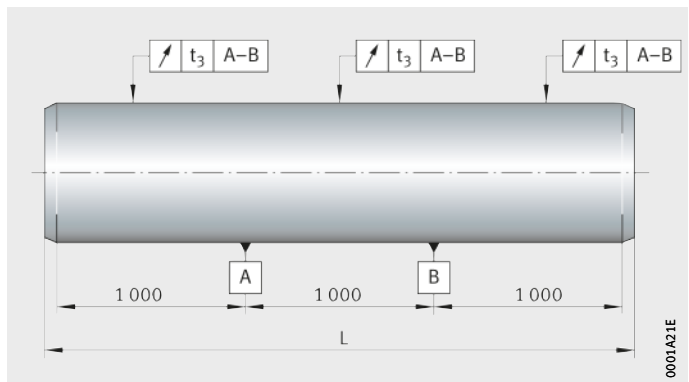 ↗ t₃ A–B ↗ t₃ A–B ↗ t₃ A–B
A B
1 000 1 000 1 000
L
0001A21E